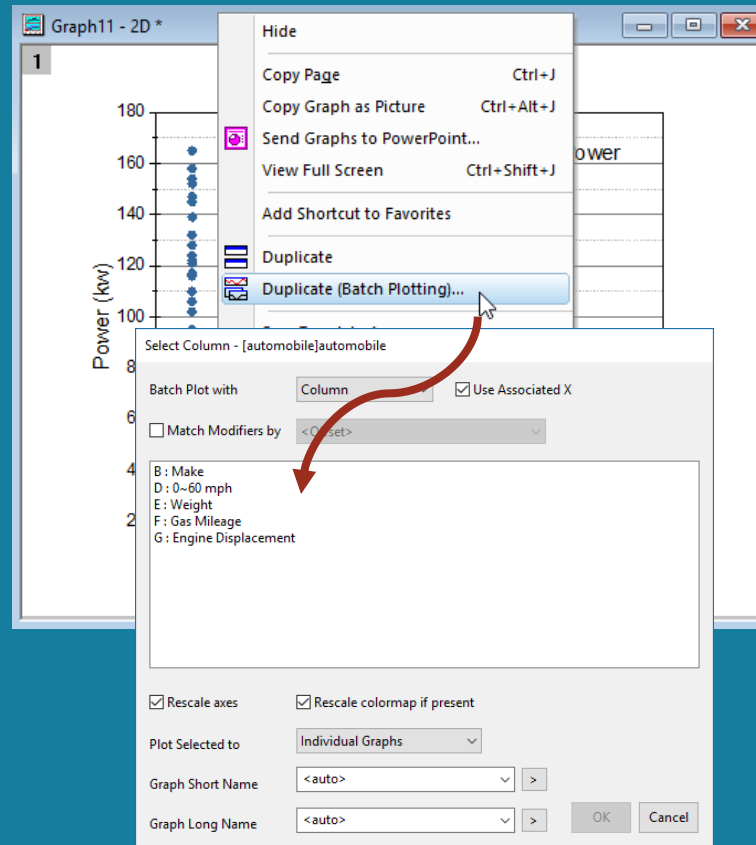 Graph11 - 2D *
1
Hide
Copy Page Ctrl+J
Copy Graph as Picture Ctrl+Alt+J
Send Graphs to PowerPoint...
View Full Screen Ctrl+Shift+J
Add Shortcut to Favorites
Duplicate
Duplicate (Batch Plotting)...
ower
180
160
140
120
100
8
6
4
2
Power (kw)
Select Column - [automobile]automobile
Batch Plot with Column Use Associated X
Match Modifiers by
B : Make
D : 0~60 mph
E : Weight
F : Gas Mileage
G : Engine Displacement
Rescale axes Rescale colormap if present
Plot Selected to Individual Graphs
Graph Short Name <auto> >
Graph Long Name <auto> >
OK Cancel